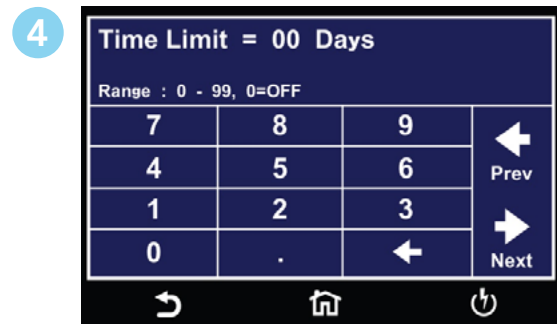 4
Time Limit = 00 Days
Range : 0 - 99, 0=OFF
7 8 9
4 5 6
Prev
1 2 3
0 .
Next